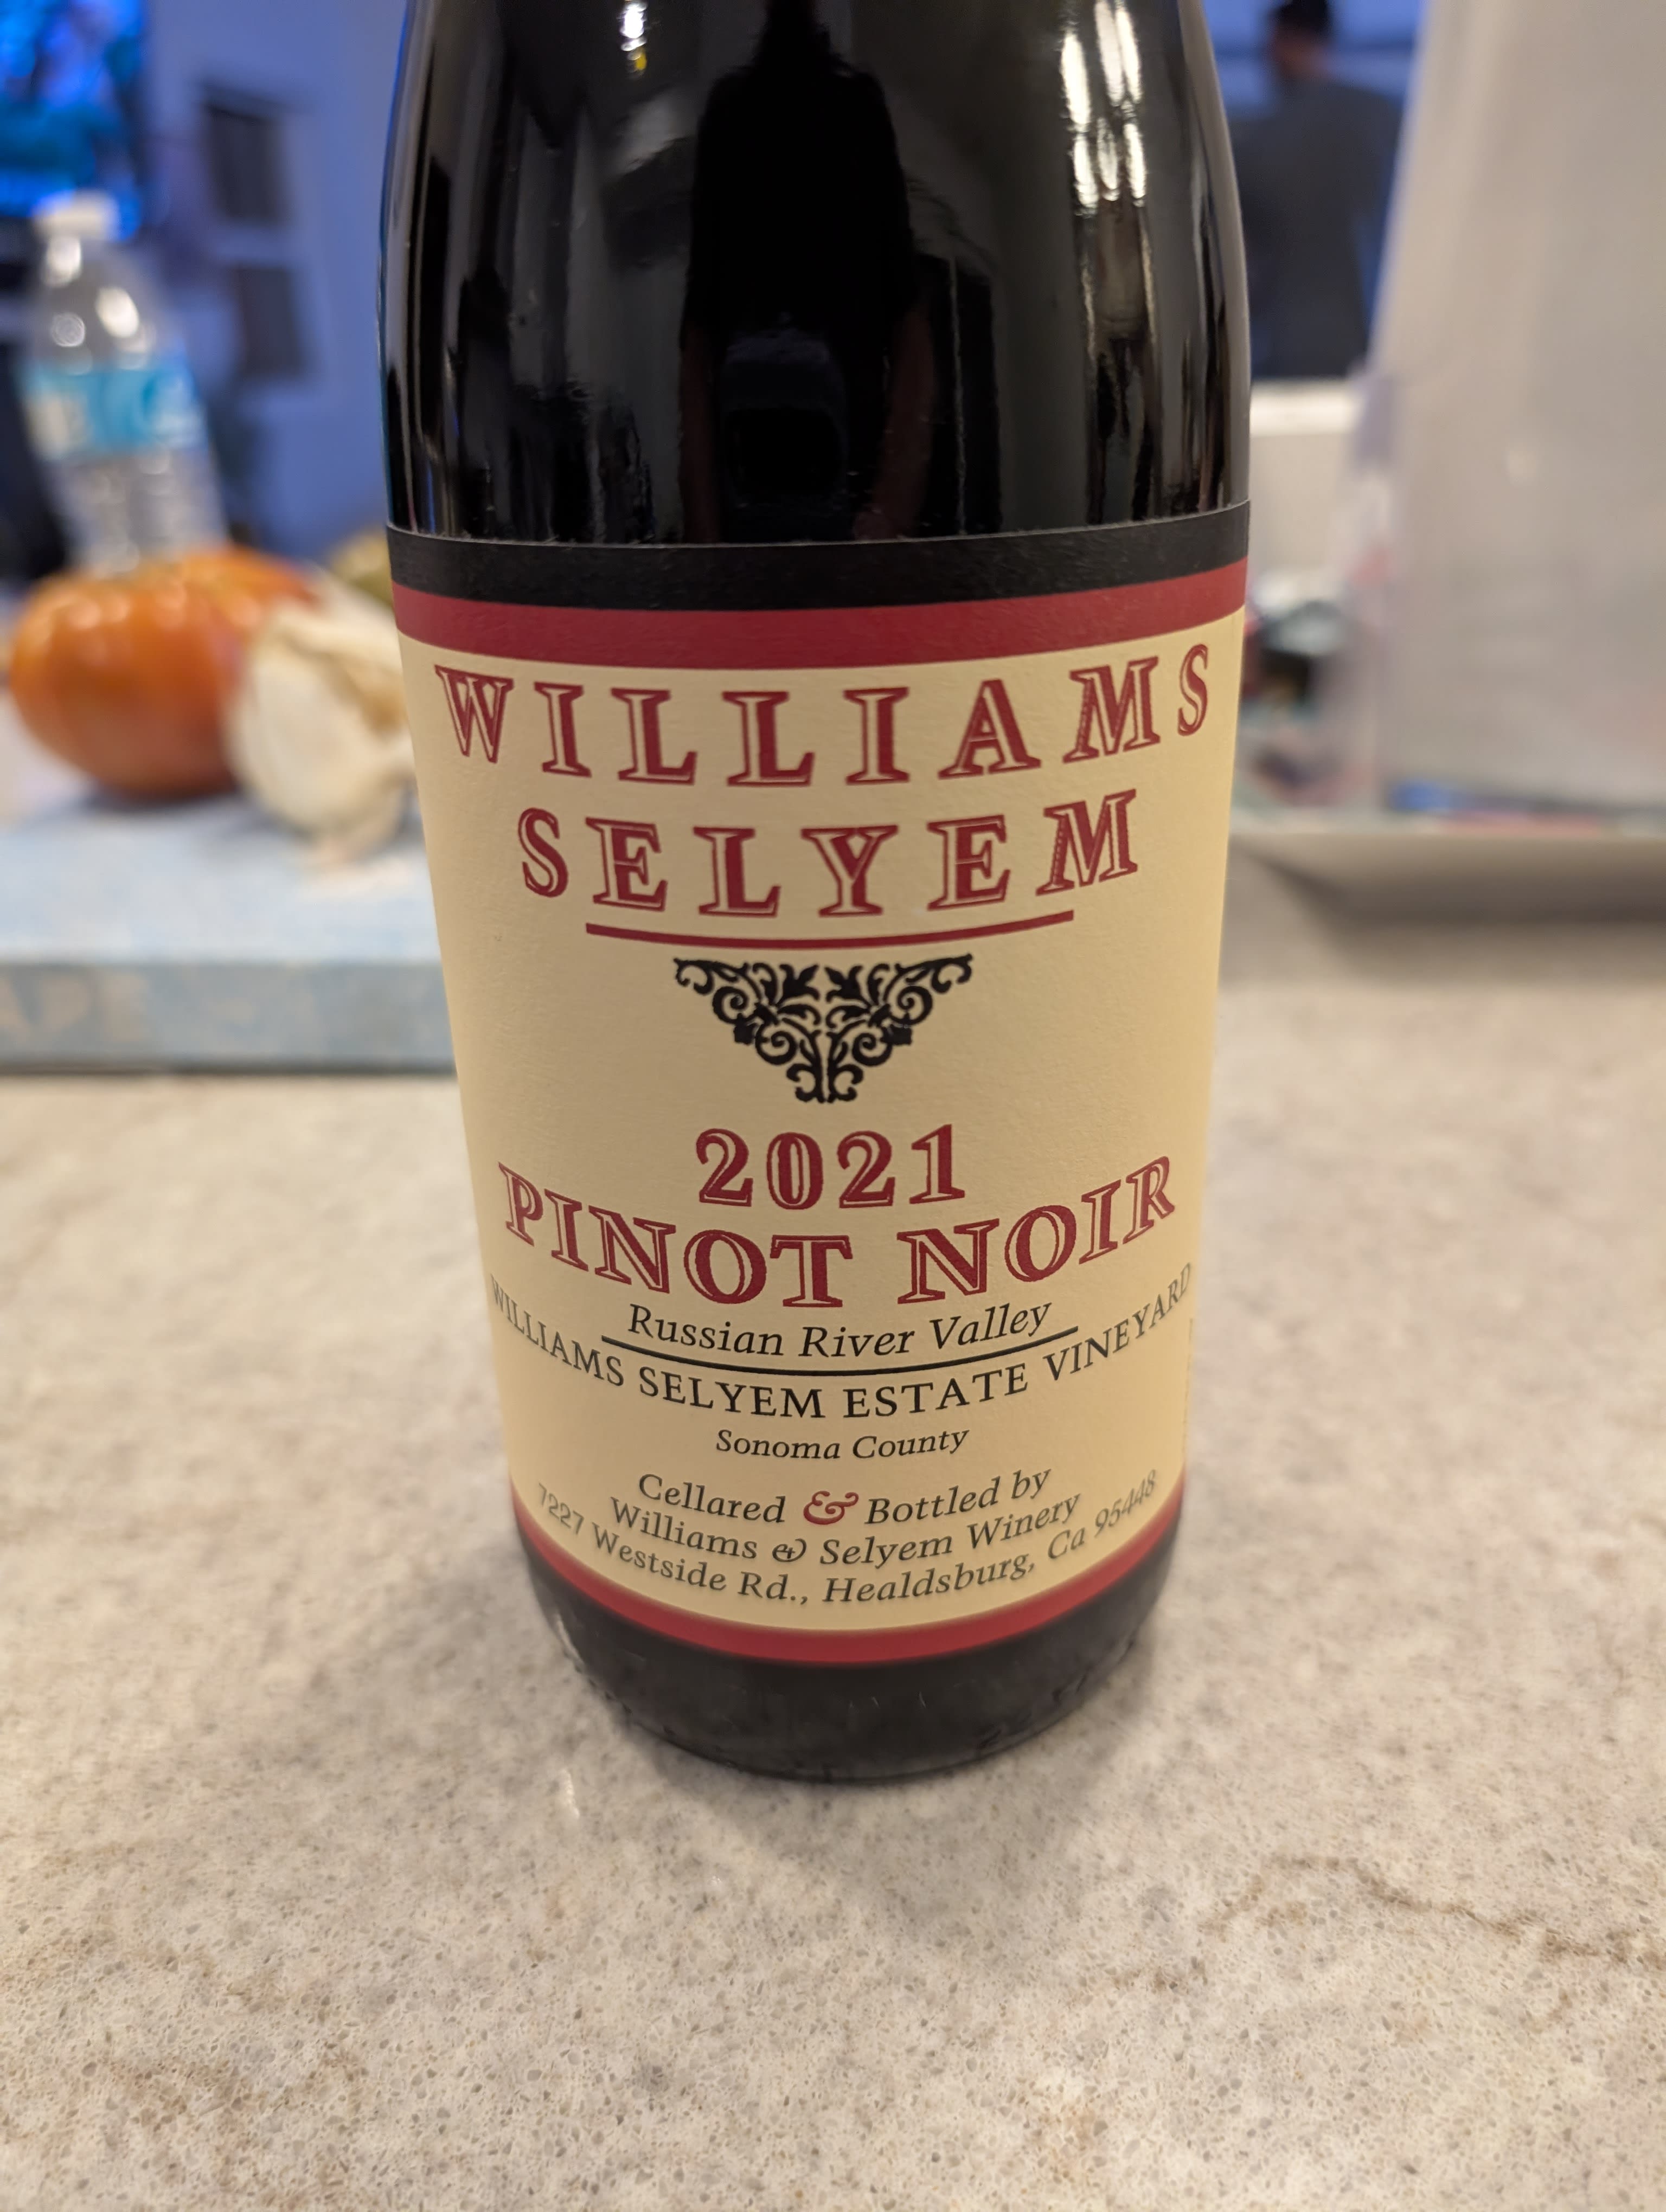 WILLIAMS
SELYEM
2021
PINOT NOIR
Russian River Valley
WILLIAMS SELYEM ESTATE VINEYARD
Sonoma County
Cellared & Bottled by
Williams & Selyem Winery
7227 Westside Rd., Healdsburg, Ca 95448